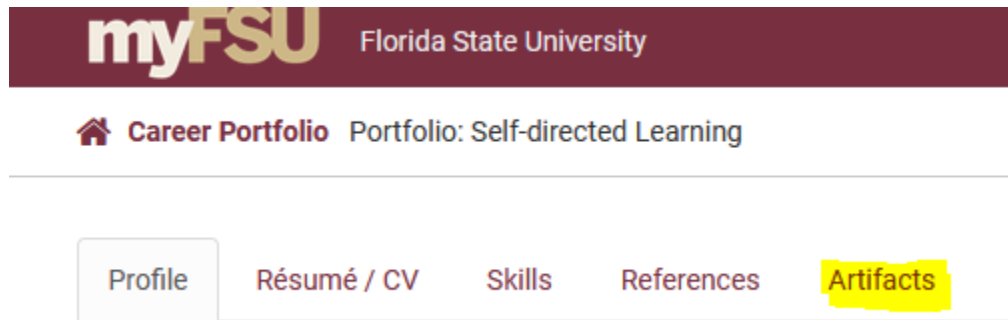 myFSU Florida State University
Career Portfolio Portfolio: Self-directed Learning
Profile Résumé / CV Skills References Artifacts